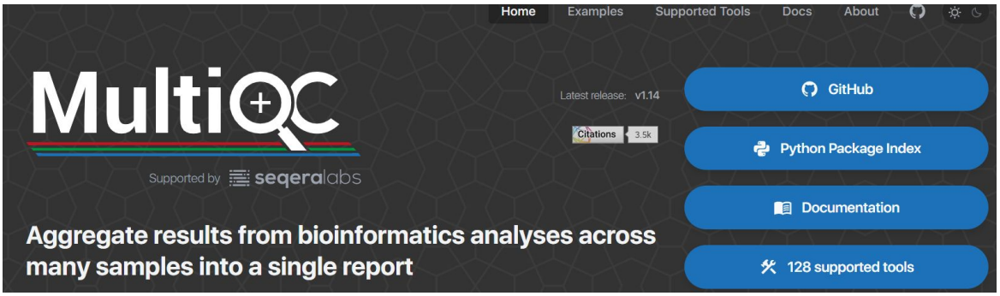 Home Examples Supported Tools Docs About
MultiQC
Latest release: v1.14
Citations 3.5k
Supported by seqeralabs
Aggregate results from bioinformatics analyses across
many samples into a single report
GitHub
Python Package Index
Documentation
128 supported tools